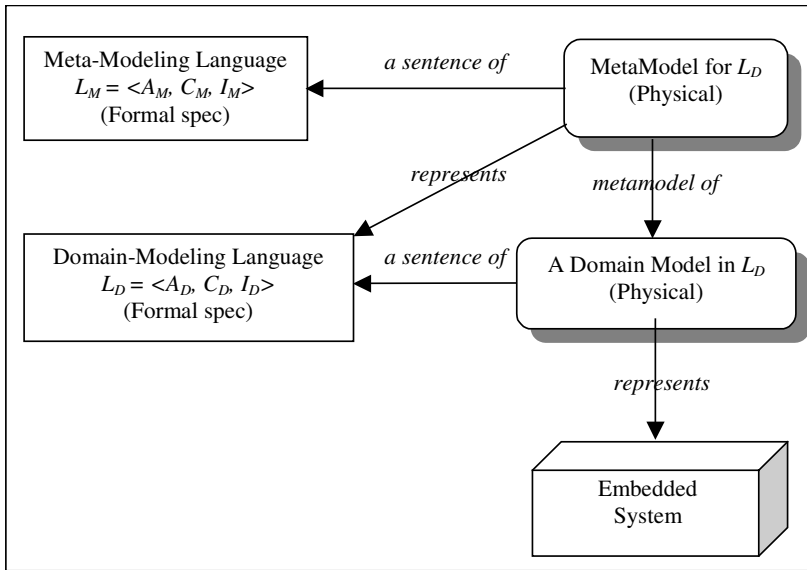 Meta-Modeling Language
L_M = <A_M, C_M, I_M>
(Formal spec)
a sentence of
MetaModel for L_D
(Physical)
represents
metamodel of
Domain-Modeling Language
L_D = <A_D, C_D, I_D>
(Formal spec)
a sentence of
A Domain Model in L_D
(Physical)
represents
Embedded
System